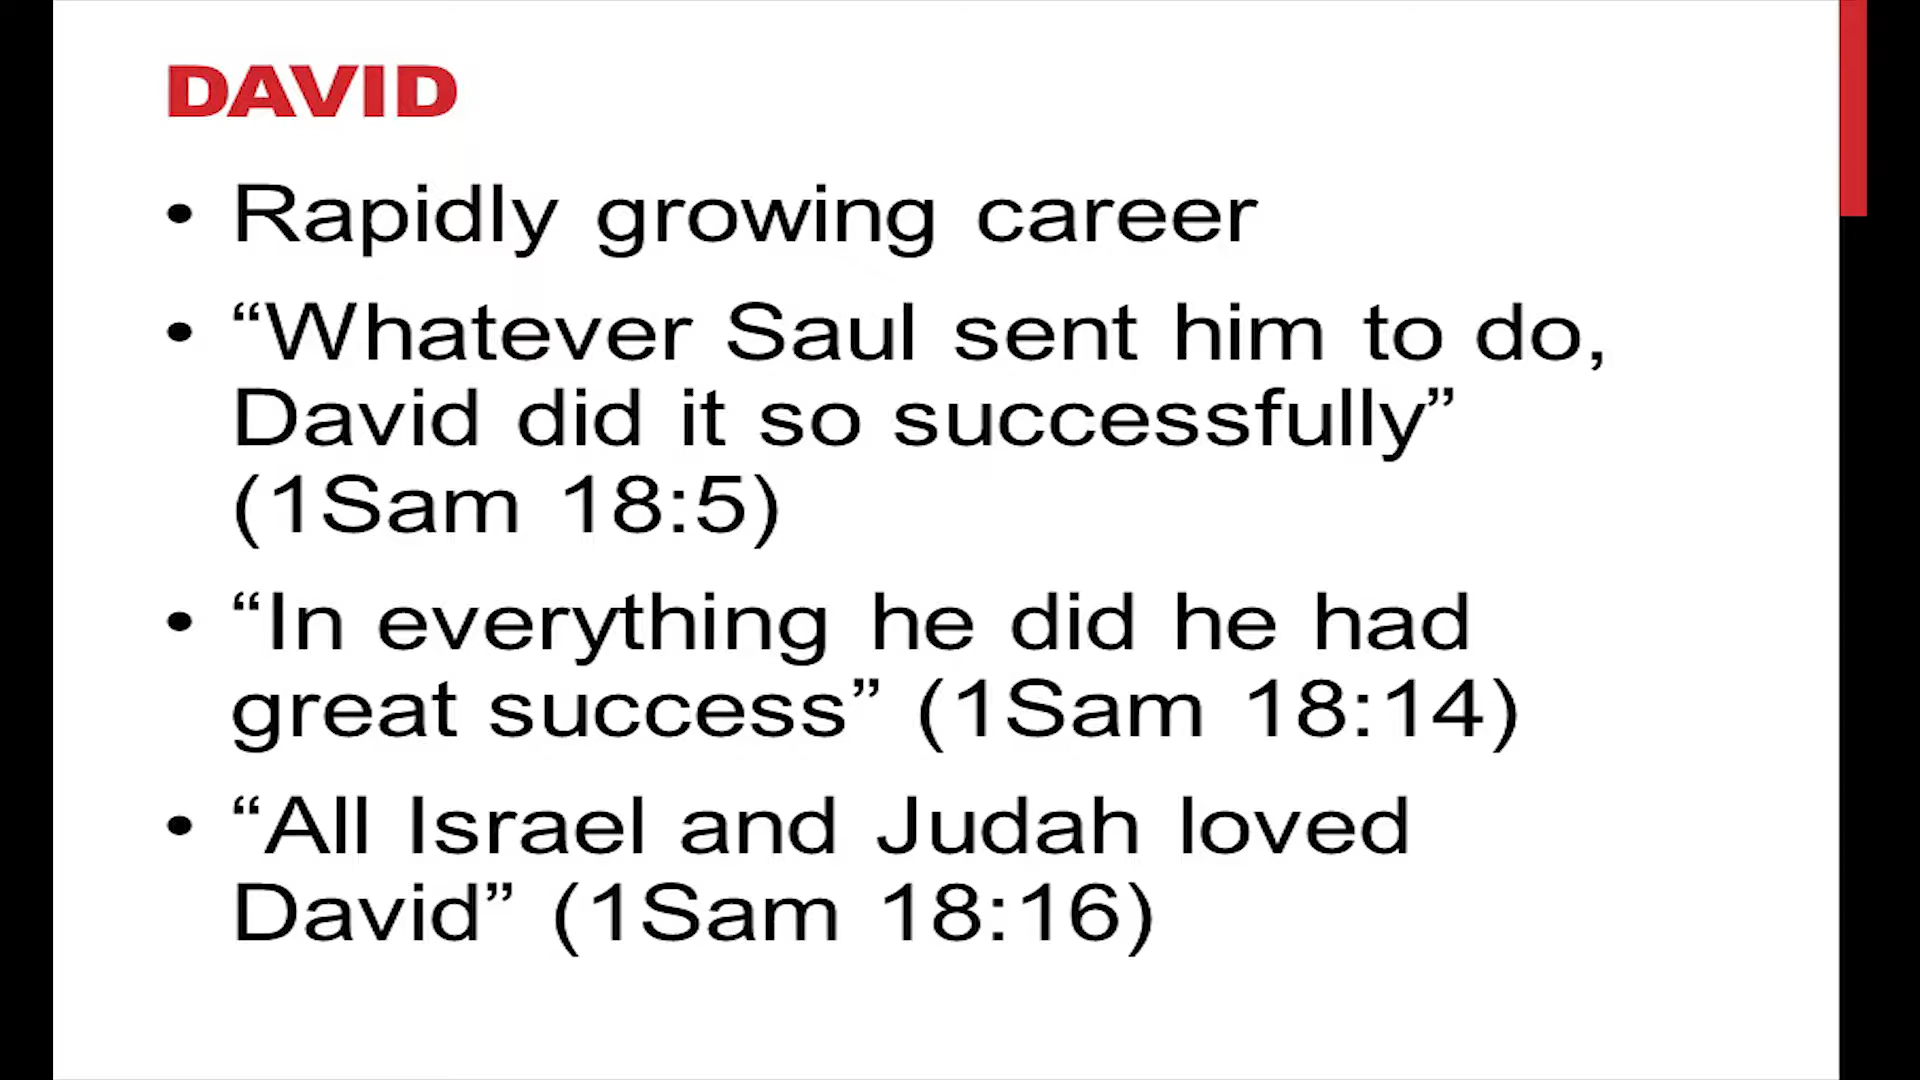 DAVID
• Rapidly growing career
• “Whatever Saul sent him to do,
David did it so successfully”
(1Sam 18:5)
• “In everything he did he had
great success” (1Sam 18:14)
• “All Israel and Judah loved
David” (1Sam 18:16)